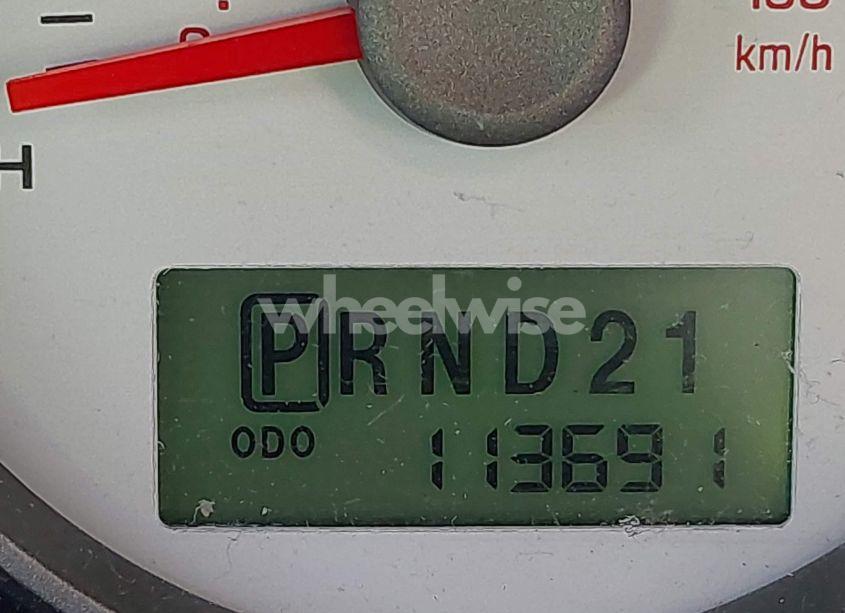 km/h
H
wheelwise
PRND21
ODO 113691